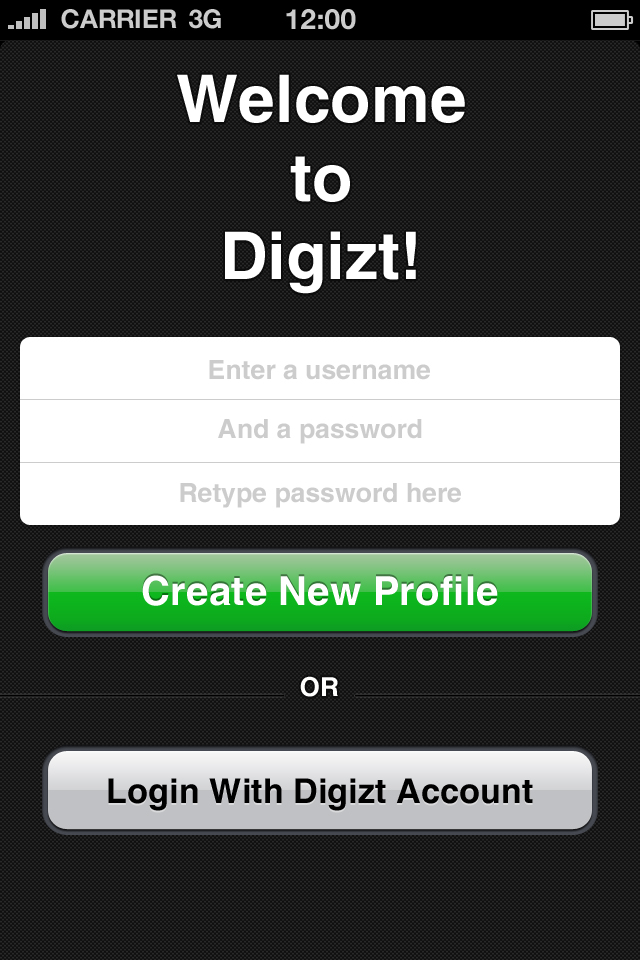 CARRIER 3G 12:00
Welcome
to
Digizt!
Enter a username
And a password
Retype password here
Create New Profile
OR
Login With Digizt Account